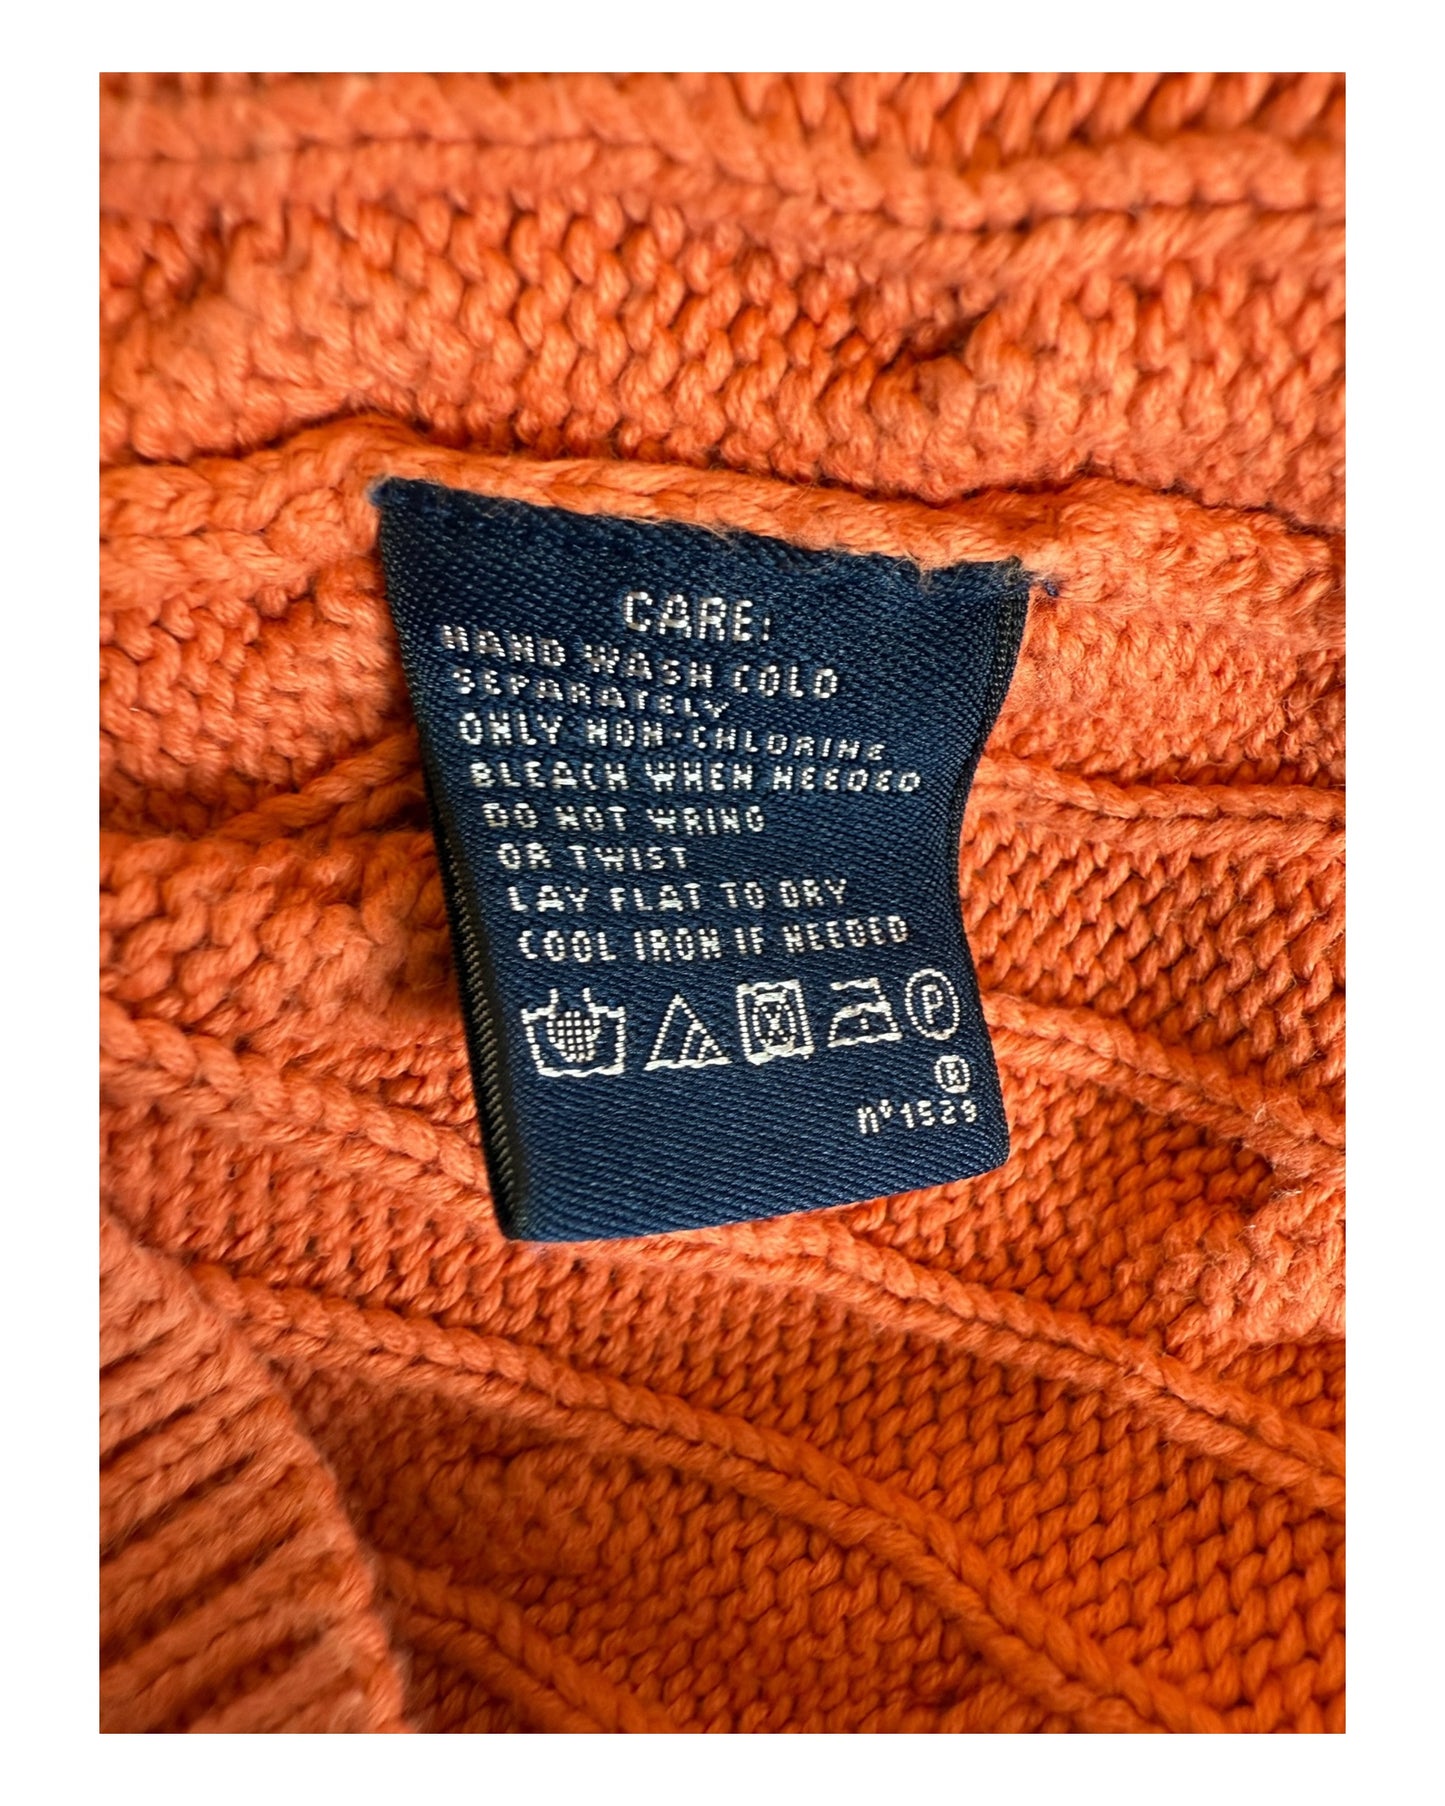 CARE:
HAND WASH COLD
SEPARATELY
ONLY NON-CHLORINE
BLEACH WHEN NEEDED
DO NOT WRING
OR TWIST
LAY FLAT TO DRY
COOL IRON IF NEEDED
P
®
nº1529